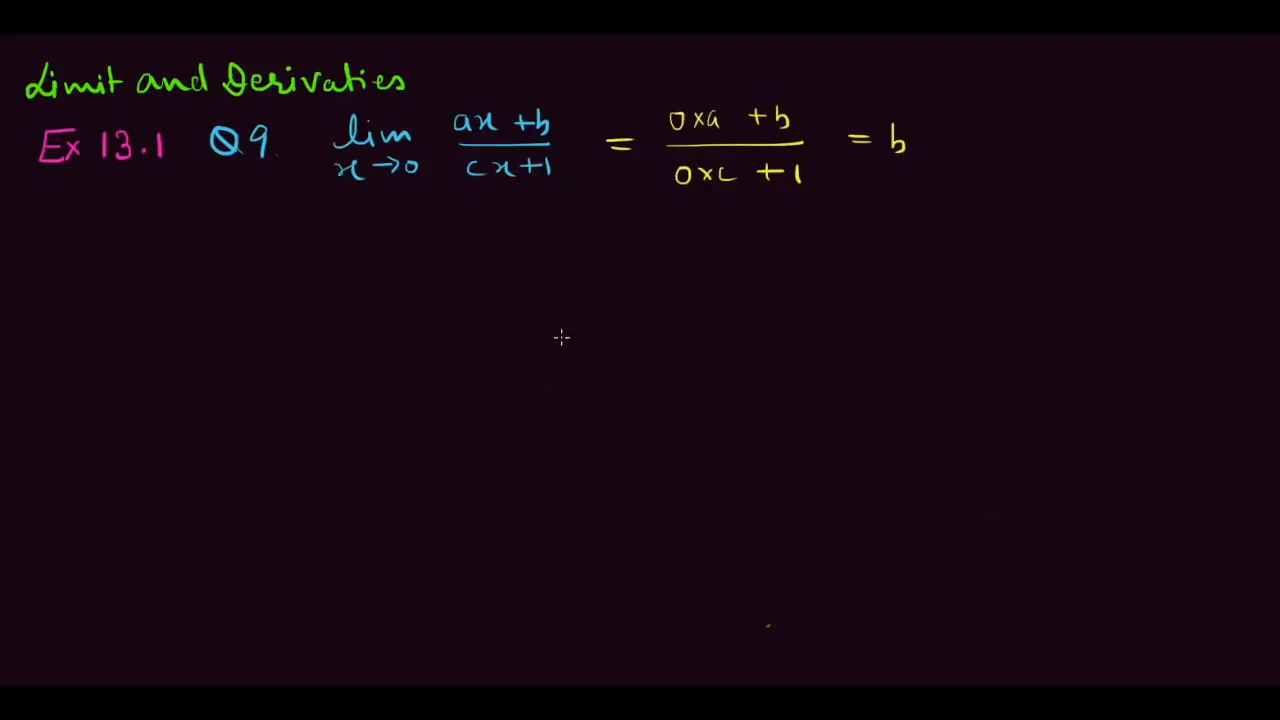 Limit and Derivaties
Ex 13.1 Q9. lim x→0 (ax+b)/(cx+1) = (0×a + b)/(0×c + 1) = b